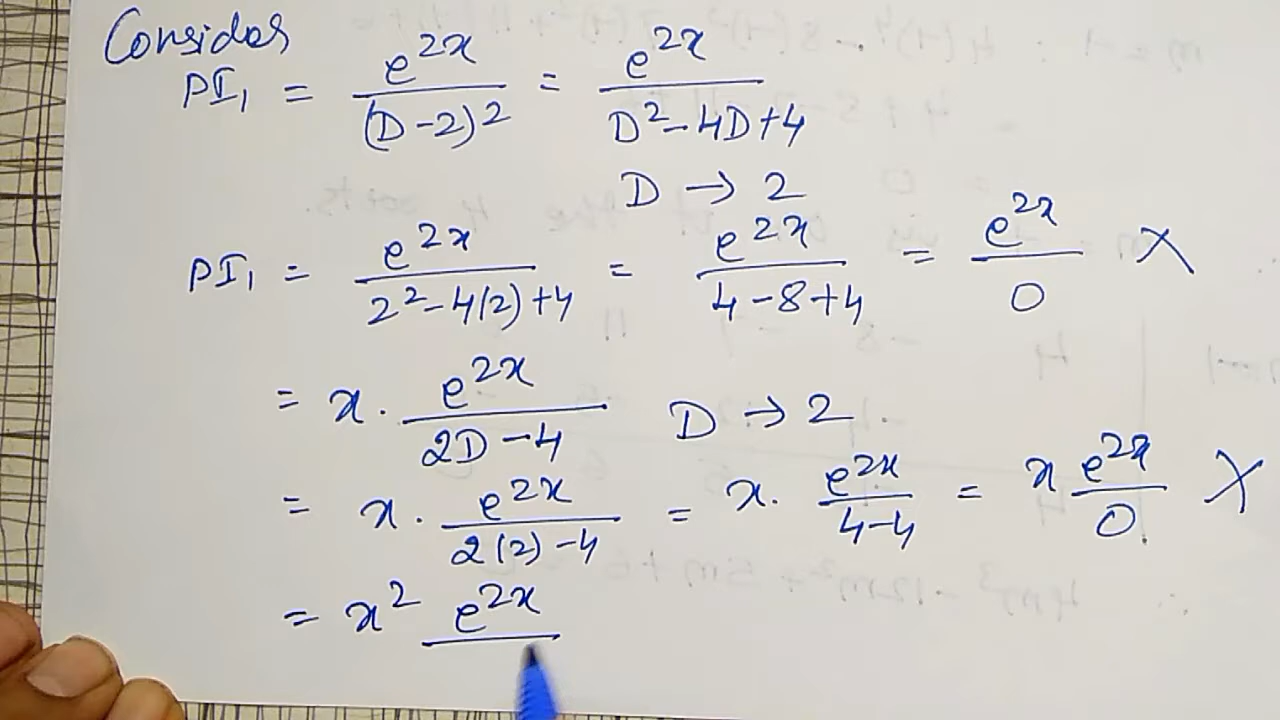 Consider
PI₁ = e^{2x}/(D-2)² = e^{2x}/(D²-4D+4)
D → 2
PI₁ = e^{2x}/(2²-4(2)+4) = e^{2x}/(4-8+4) = e^{2x}/0 X
= x · e^{2x}/(2D-4) D → 2
= x · e^{2x}/(2(2)-4) = x · e^{2x}/(4-4) = x e^{2x}/0 X
= x² e^{2x}/